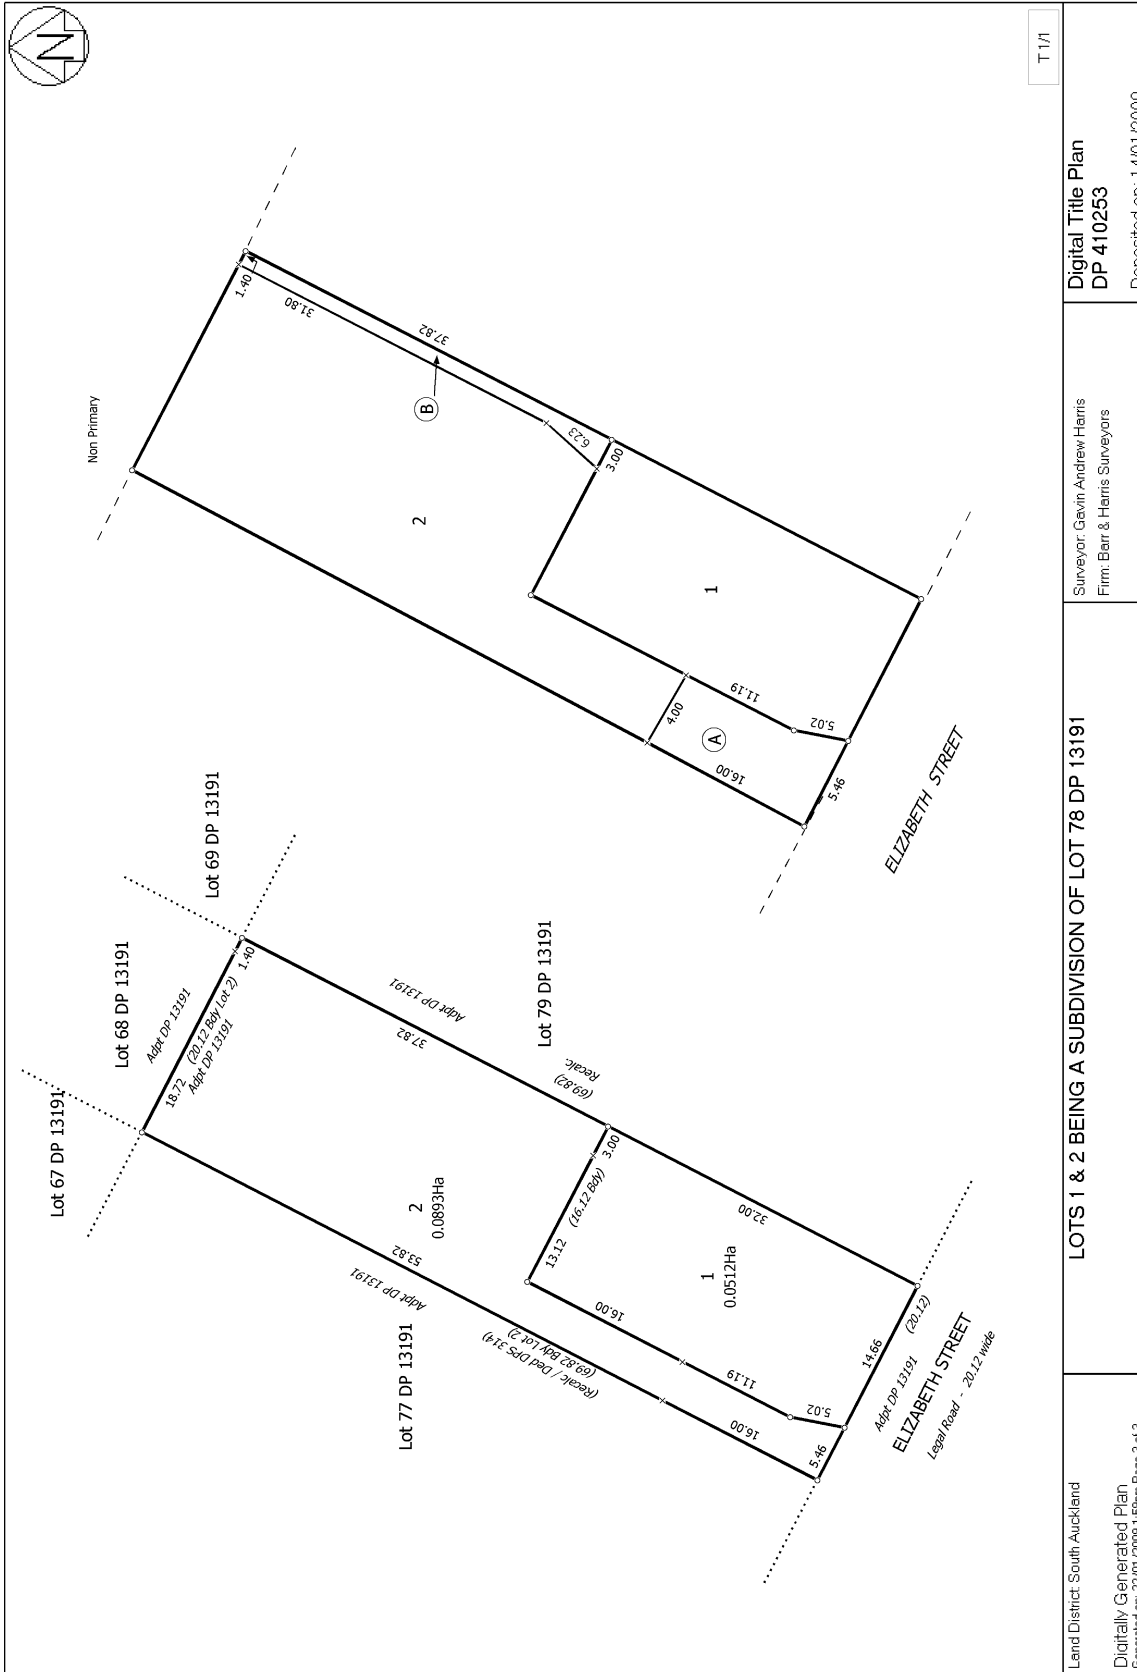 N
T 1/1
Lot 67 DP 13191
Lot 68 DP 13191
Lot 69 DP 13191
Adpt DP 13191
18.72
(20.12 Bdy Lot 2)
Adpt DP 13191
1.40
Lot 77 DP 13191
Adpt DP 13191
53.82
(Recalc / Ded DPS 314)
(69.82 Bdy Lot 2)
2
0.0893Ha
37.82
Adpt DP 13191
Lot 79 DP 13191
(69.82)
Recalc.
3.00
13.12
(16.12 Bdy)
16.00
1
0.0512Ha
32.00
11.19
16.00
5.02
5.46
14.66
(20.12)
Adpt DP 13191
ELIZABETH STREET
Legal Road - 20.12 wide
Non Primary
1.40
31.80
37.82
B
2
6.23
3.00
1
4.00
11.19
A
16.00
5.02
5.46
ELIZABETH STREET
Land District: South Auckland
Digitally Generated Plan
LOTS 1 & 2 BEING A SUBDIVISION OF LOT 78 DP 13191
Surveyor: Gavin Andrew Harris
Firm: Barr & Harris Surveyors
Digital Title Plan
DP 410253